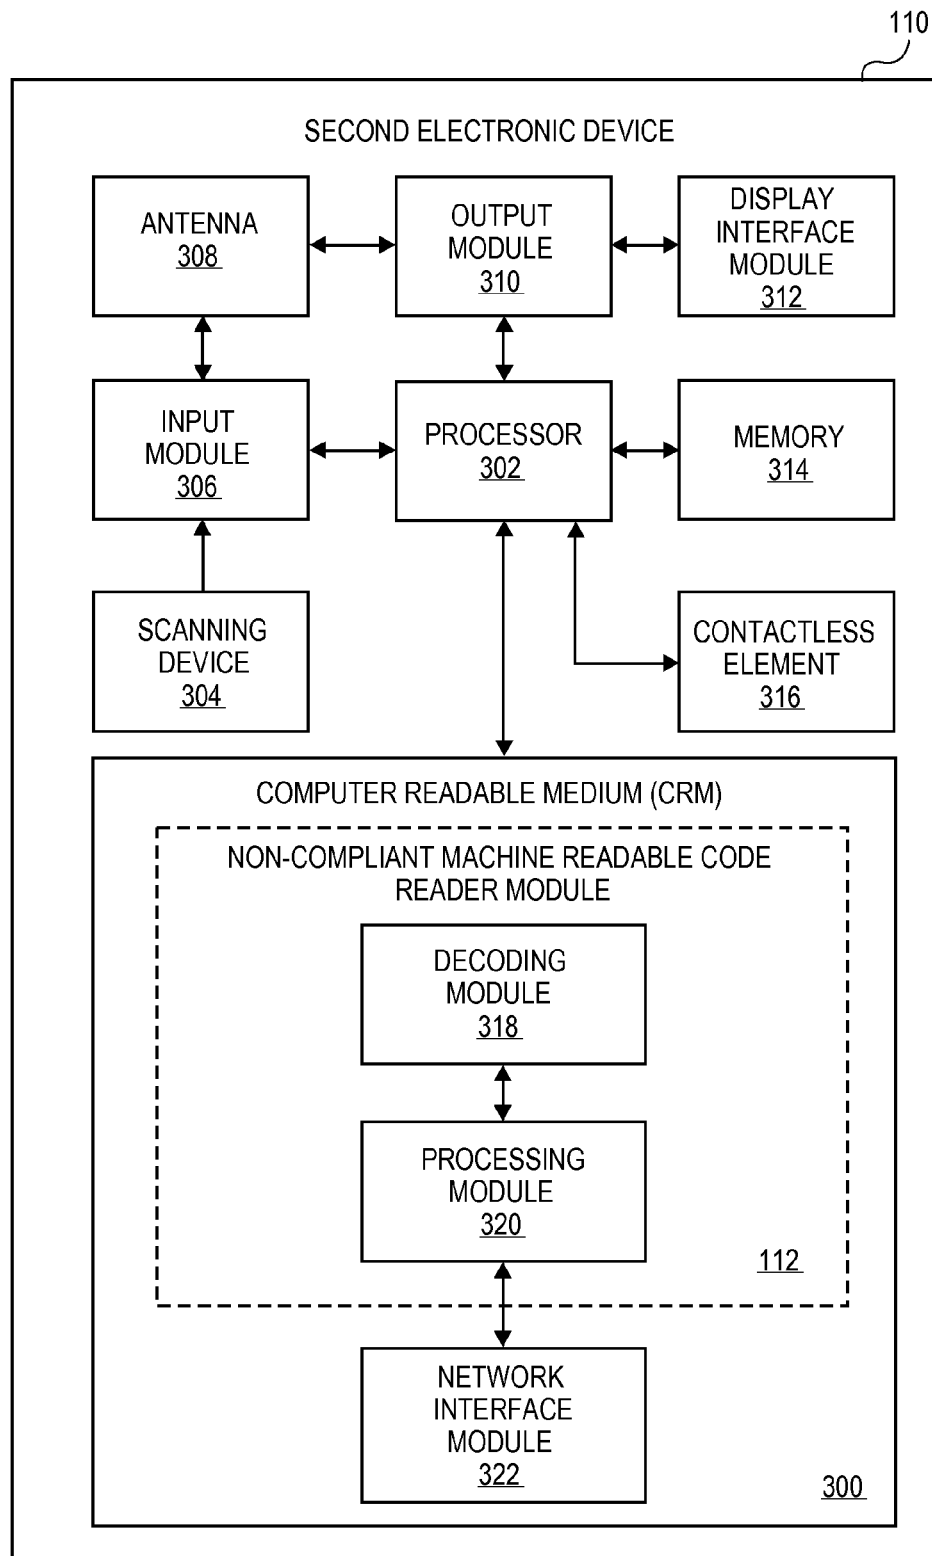 110
SECOND ELECTRONIC DEVICE
ANTENNA
308
OUTPUT
MODULE
310
DISPLAY
INTERFACE
MODULE
312
INPUT
MODULE
306
PROCESSOR
302
MEMORY
314
SCANNING
DEVICE
304
CONTACTLESS
ELEMENT
316
COMPUTER READABLE MEDIUM (CRM)
NON-COMPLIANT MACHINE READABLE CODE
READER MODULE
DECODING
MODULE
318
PROCESSING
MODULE
320
112
NETWORK
INTERFACE
MODULE
322
300